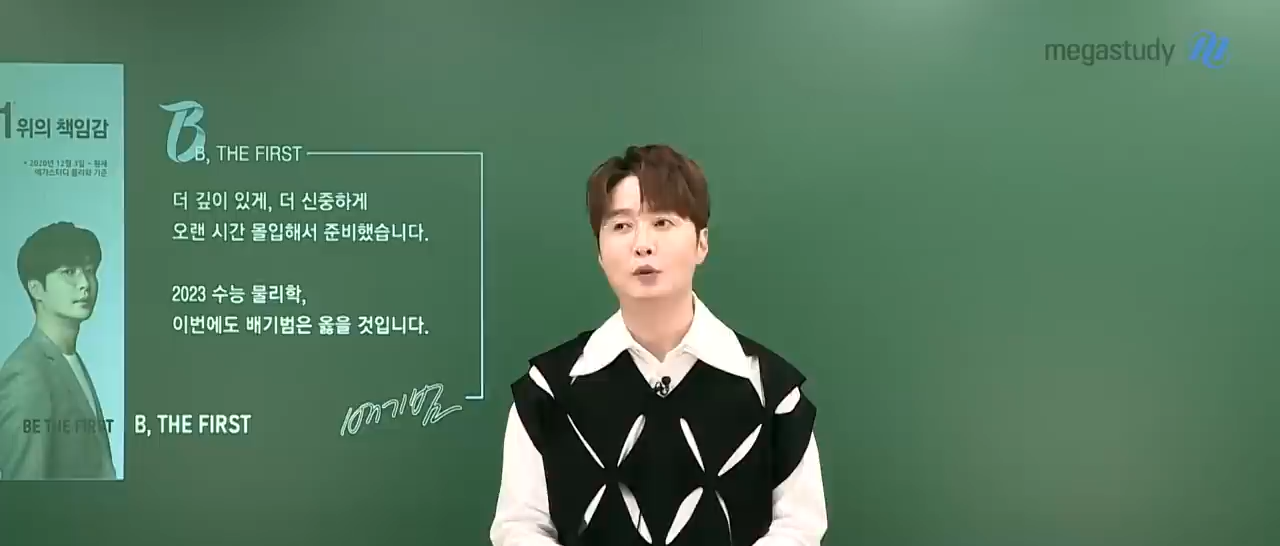 megastudy
1위의 책임감
* 2020년 12월 3일 ~ 현재
메가스터디 물리학 기준
B, THE FIRST
더 깊이 있게, 더 신중하게
오랜 시간 몰입해서 준비했습니다.
2023 수능 물리학,
이번에도 배기범은 옳을 것입니다.
배기범
BE THE FIRST
B, THE FIRST